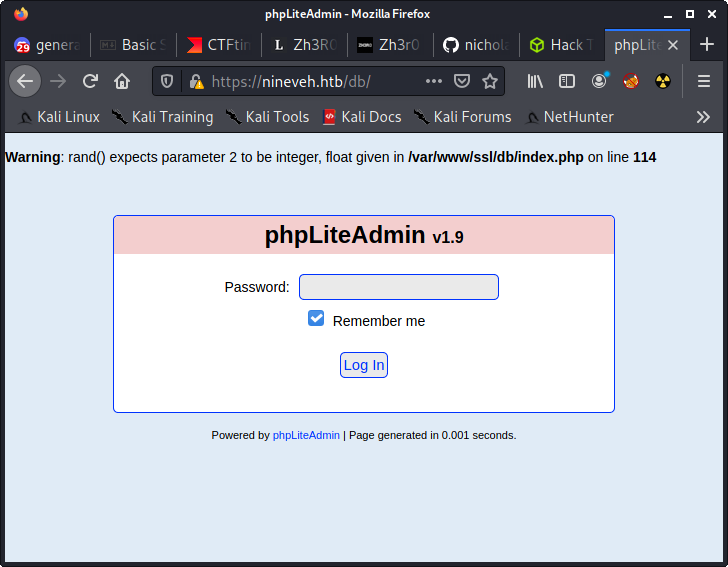 phpLiteAdmin - Mozilla Firefox
29 genera
Basic S
CTFtin
L Zh3R0
ZH3R0 Zh3r0
nichola
Hack T
phpLite
https://nineveh.htb/db/
Kali Linux
Kali Training
Kali Tools
Kali Docs
Kali Forums
NetHunter
Warning: rand() expects parameter 2 to be integer, float given in /var/www/ssl/db/index.php on line 114
phpLiteAdmin v1.9
Password:
Remember me
Log In
Powered by phpLiteAdmin | Page generated in 0.001 seconds.